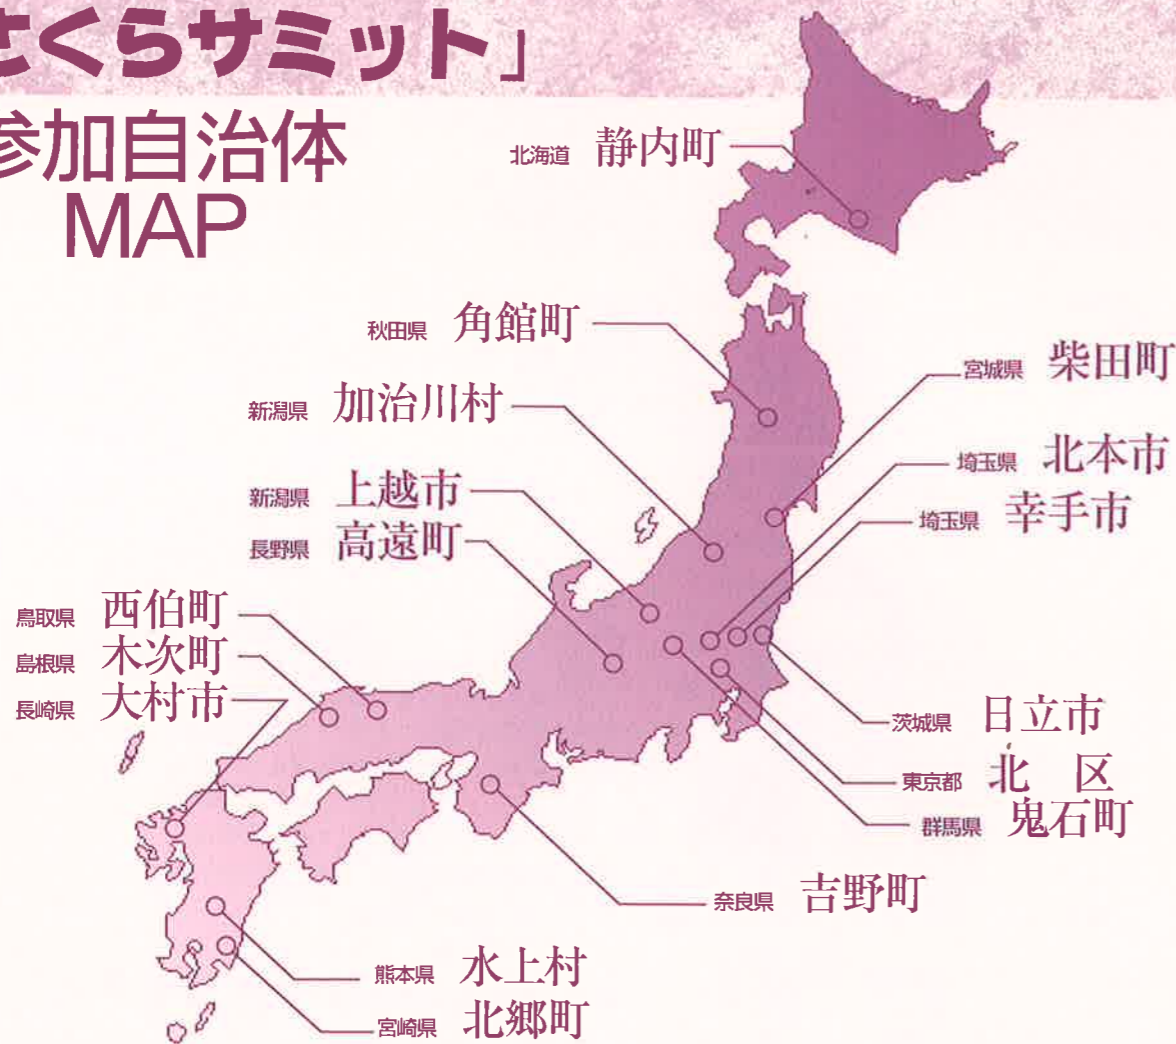 さくらサミット」
参加自治体
MAP
北海道 静内町
秋田県 角館町
宮城県 柴田町
新潟県 加治川村
埼玉県 北本市
新潟県 上越市
埼玉県 幸手市
長野県 高遠町
鳥取県 西伯町
島根県 木次町
長崎県 大村市
茨城県 日立市
東京都 北 区
群馬県 鬼石町
奈良県 吉野町
熊本県 水上村
宮崎県 北郷町